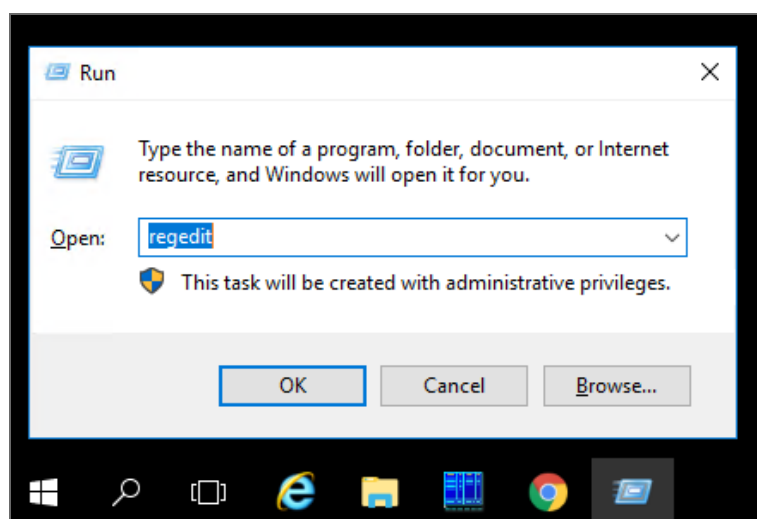 Run
Type the name of a program, folder, document, or Internet
resource, and Windows will open it for you.
Open: regedit
This task will be created with administrative privileges.
OK Cancel Browse...